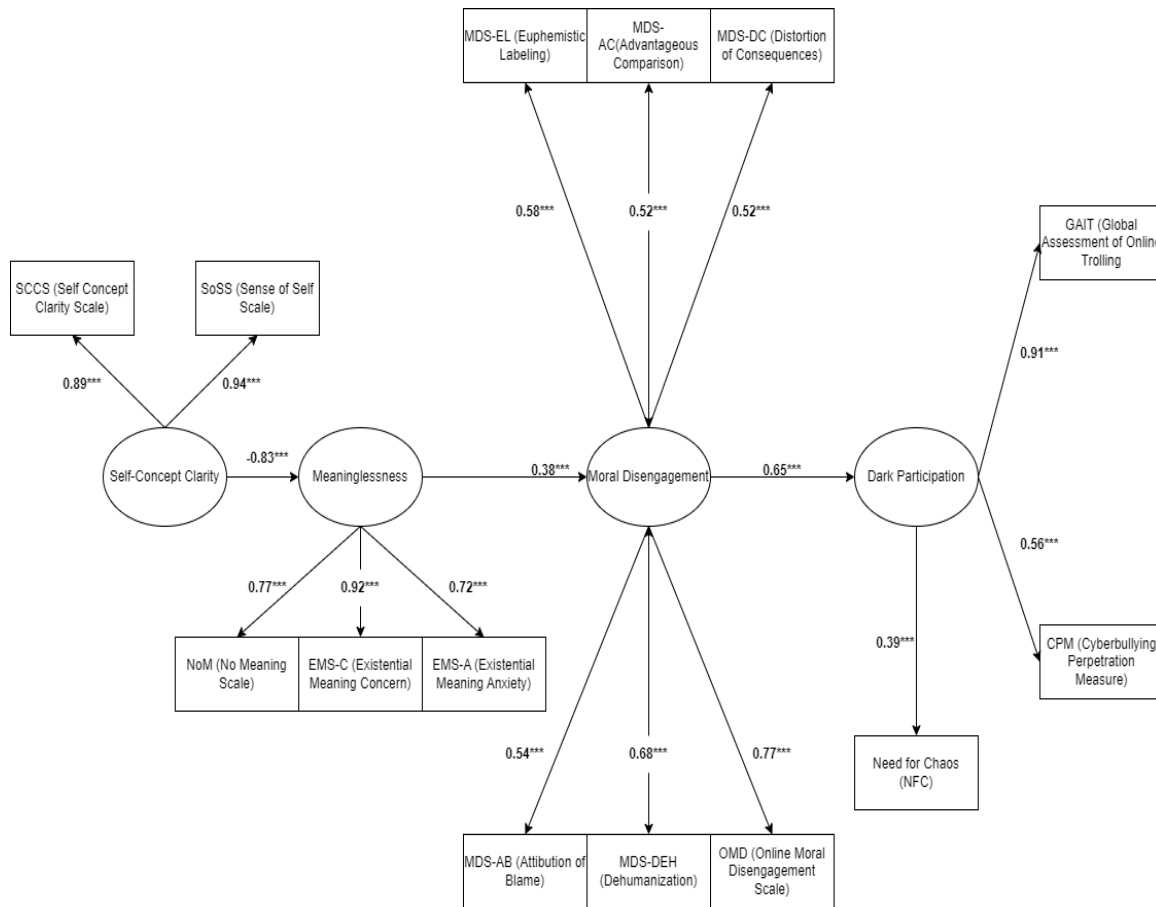 MDS-EL (Euphemistic
Labeling)
MDS-
AC(Advantageous
Comparison)
MDS-DC (Distortion
of Consequences)
0.58***
0.52***
0.52***
GAIT (Global
Assessment of Online
Trolling
SCCS (Self Concept
Clarity Scale)
SoSS (Sense of Self
Scale)
0.89***
0.94***
0.91***
Self-Concept Clarity
-0.83***
Meaninglessness
0.38***
Moral Disengagement
0.65***
Dark Participation
0.56***
0.77***
0.92***
0.72***
0.39***
NoM (No Meaning
Scale)
EMS-C (Existential
Meaning Concern)
EMS-A (Existential
Meaning Anxiety)
CPM (Cyberbullying
Perpetration
Measure)
0.54***
0.68***
0.77***
Need for Chaos
(NFC)
MDS-AB (Attibution of
Blame)
MDS-DEH
(Dehumanization)
OMD (Online Moral
Disengagement
Scale)